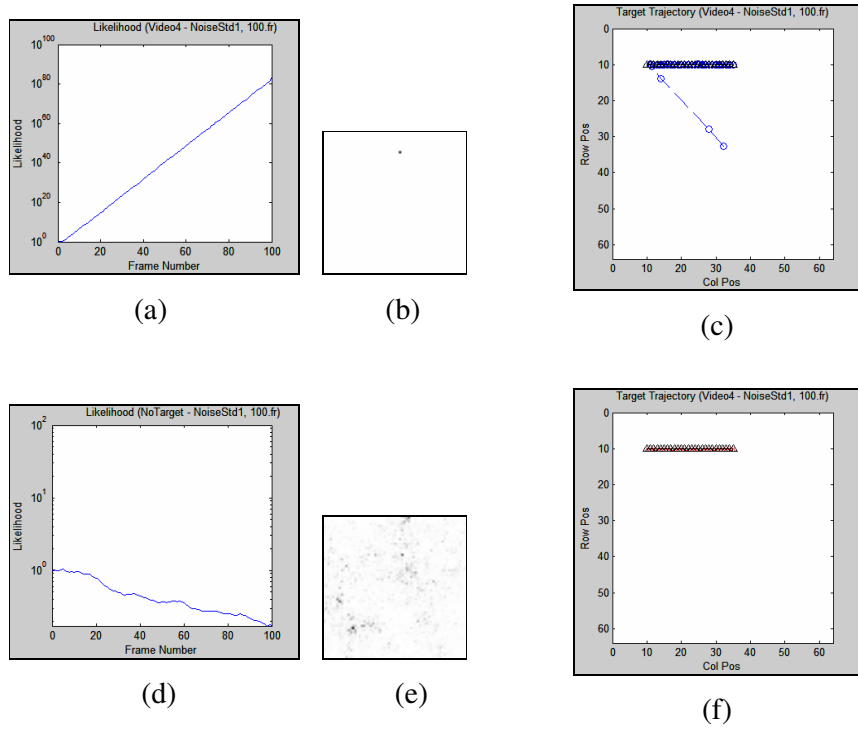 Likelihood (Video4 - NoiseStd1, 100.fr)
10^100
10^80
10^60
10^40
10^20
10^0
Likelihood
0 20 40 60 80 100
Frame Number
(a)
(b)
Target Trajectory (Video4 - NoiseStd1, 100.fr)
0
10
20
30
40
50
60
Row Pos
0 10 20 30 40 50 60
Col Pos
(c)
Likelihood (NoTarget - NoiseStd1, 100.fr)
10^2
10^1
10^0
Likelihood
0 20 40 60 80 100
Frame Number
(d)
(e)
Target Trajectory (Video4 - NoiseStd1, 100.fr)
0
10
20
30
40
50
60
Row Pos
0 10 20 30 40 50 60
Col Pos
(f)